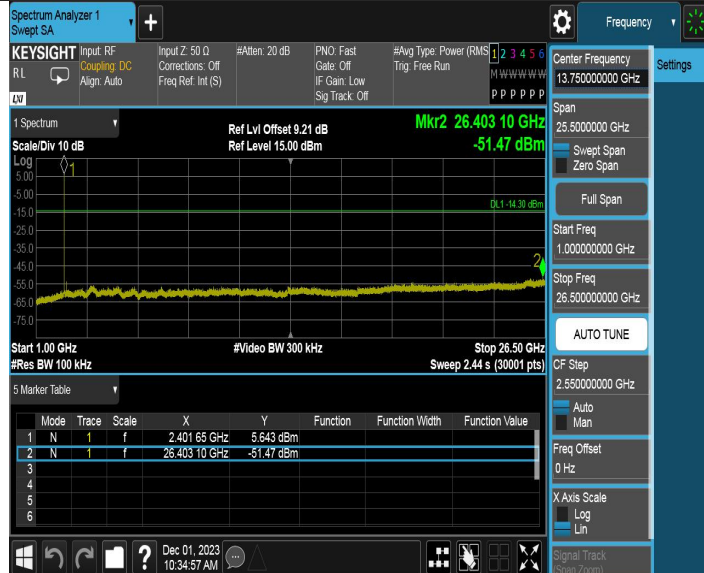 Spectrum Analyzer 1
Swept SA
+
Frequency
KEYSIGHT
RL
LXI
Input: RF
Coupling: DC
Align: Auto
Input Z: 50 Ω
Corrections: Off
Freq Ref: Int (S)
#Atten: 20 dB
PNO: Fast
Gate: Off
IF Gain: Low
Sig Track: Off
#Avg Type: Power (RMS
Trig: Free Run
1 2 3 4 5 6
M W W W W W
P P P P P P
1 Spectrum
Scale/Div 10 dB
Ref Lvl Offset 9.21 dB
Ref Level 15.00 dBm
Mkr2 26.403 10 GHz
-51.47 dBm
Log
5.00
-5.00
-15.0
-25.0
-35.0
-45.0
-55.0
-65.0
-75.0
1
DL1 -14.30 dBm
2
Start 1.00 GHz
#Res BW 100 kHz
#Video BW 300 kHz
Stop 26.50 GHz
Sweep 2.44 s (30001 pts)
5 Marker Table
Mode Trace Scale X Y Function Function Width Function Value
1 N 1 f 2.401 65 GHz 5.643 dBm
2 N 1 f 26.403 10 GHz -51.47 dBm
3
4
5
6
?
Dec 01, 2023
10:34:57 AM
Center Frequency
13.750000000 GHz
Settings
Span
25.5000000 GHz
Swept Span
Zero Span
Full Span
Start Freq
1.000000000 GHz
Stop Freq
26.500000000 GHz
AUTO TUNE
CF Step
2.550000000 GHz
Auto
Man
Freq Offset
0 Hz
X Axis Scale
Log
Lin
Signal Track
(Span Zoom)